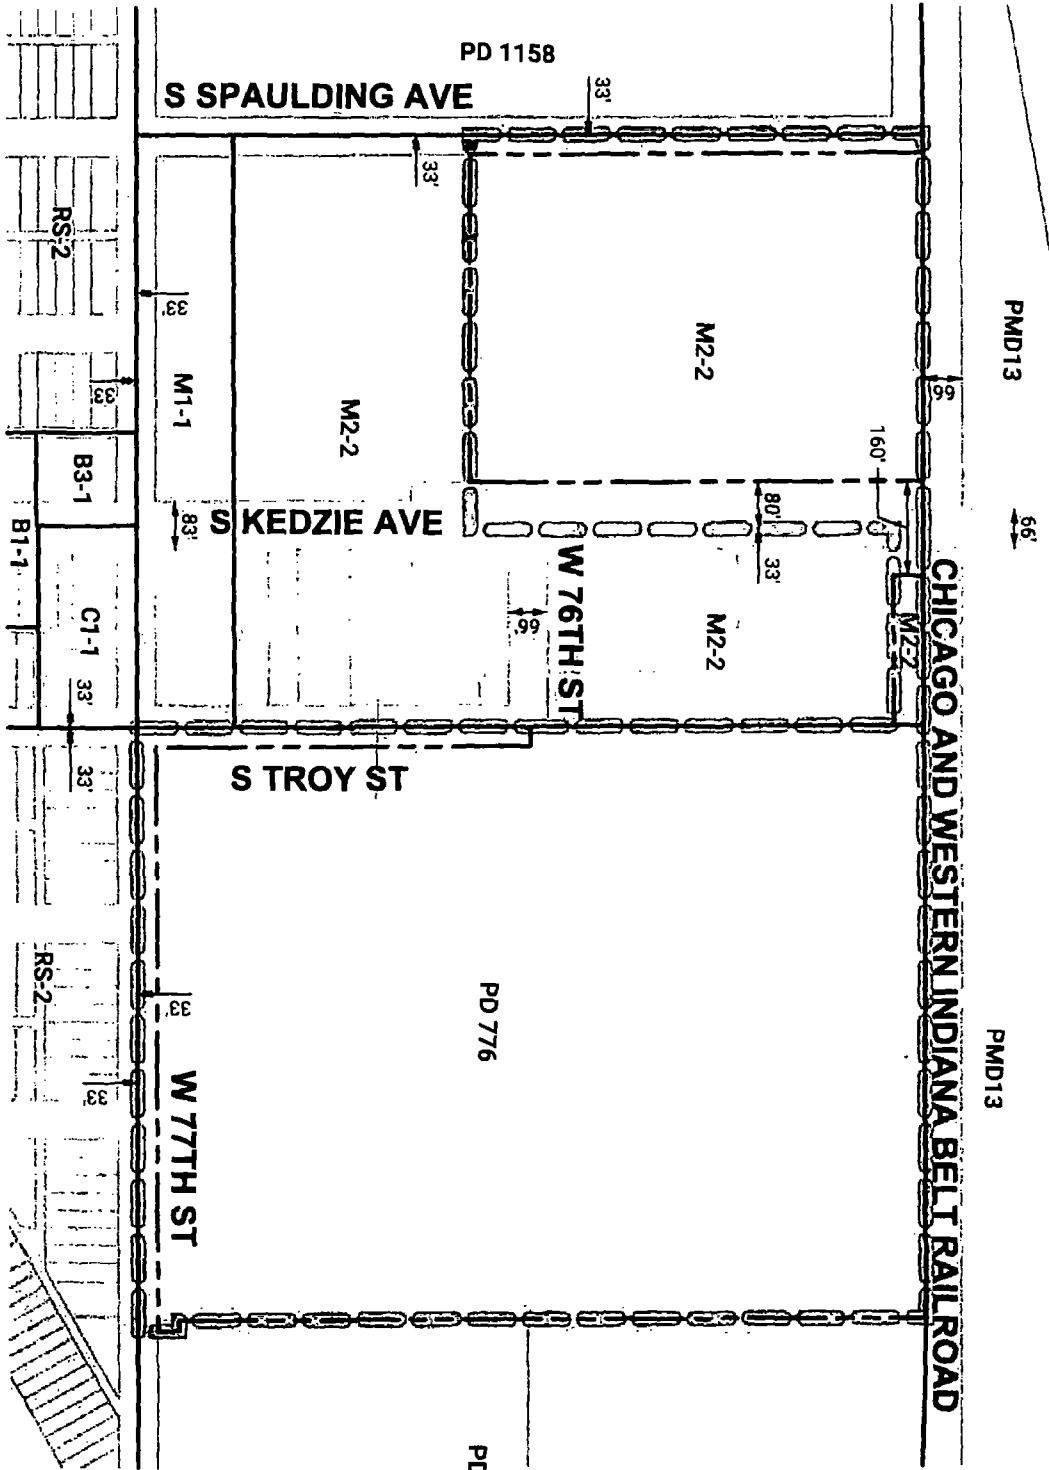 PD 1158
S SPAULDING AVE
33'
33'
RS-2
33'
33'
M1-1
M2-2
M2-2
PMD13
66
B3-1
B1-1
83'
S KEDZIE AVE
160'
80'
33'
66'
C1-1
66'
W 76TH ST
M2-2
M2-2
CHICAGO AND WESTERN INDIANA BELT RAILROAD
33'
33'
S TROY ST
RS-2
33'
33'
W 77TH ST
PD 776
PMD13
PD